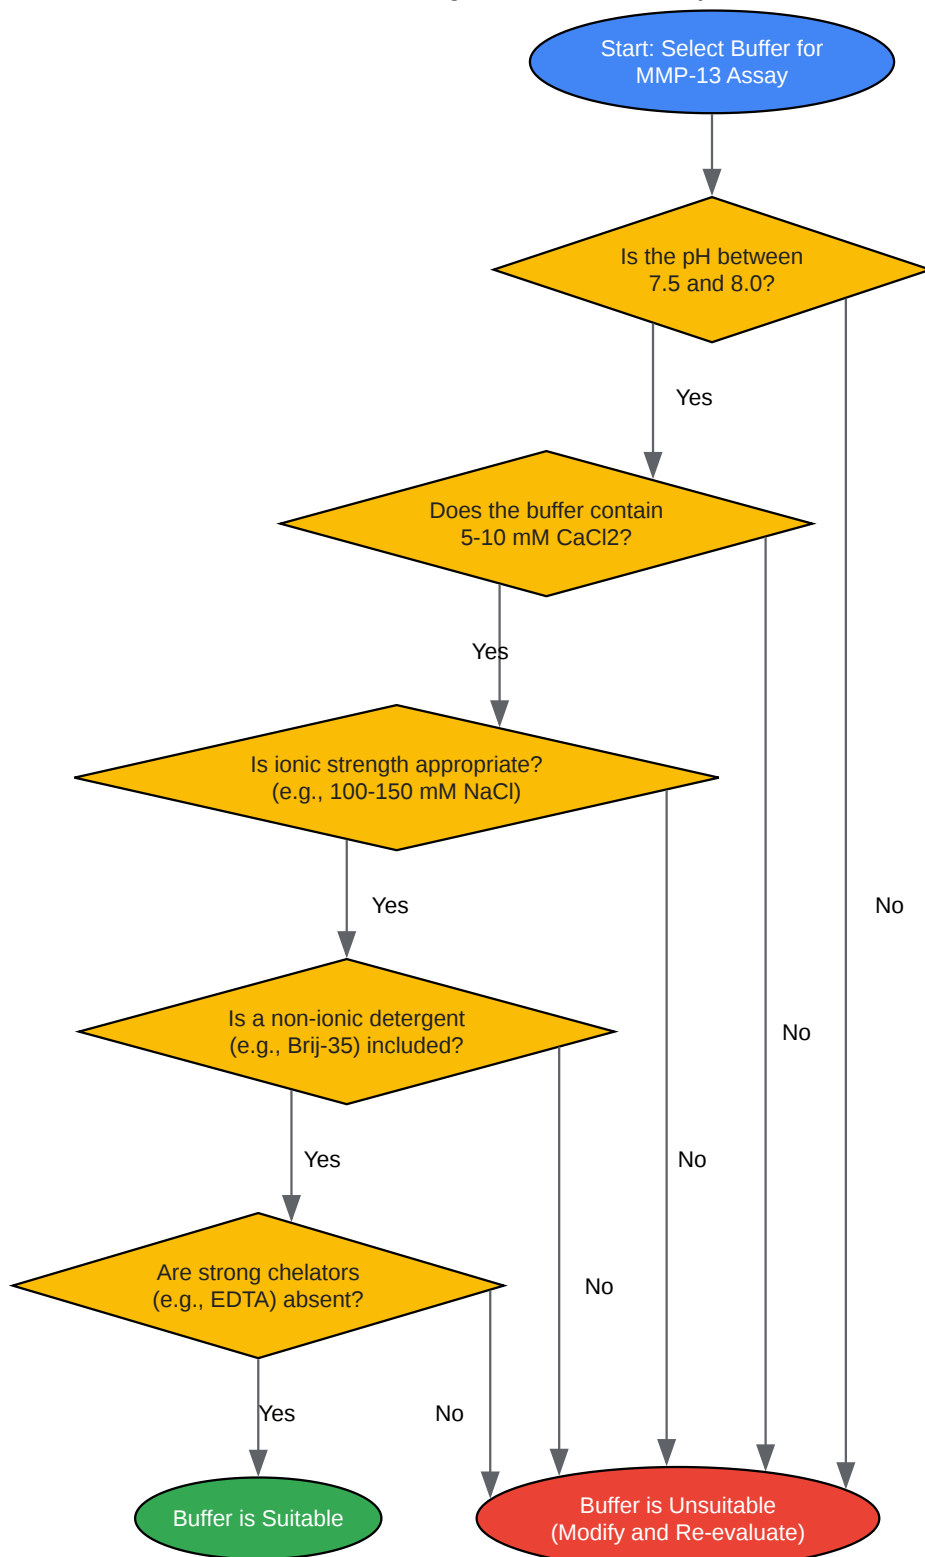 Start: Select Buffer for
MMP-13 Assay
Is the pH between
7.5 and 8.0?
Yes
Does the buffer contain
5-10 mM CaCl2?
Yes
Is ionic strength appropriate?
(e.g., 100-150 mM NaCl)
Yes
No
Is a non-ionic detergent
(e.g., Brij-35) included?
No
Yes
No
Are strong chelators
(e.g., EDTA) absent?
No
Yes
No
Buffer is Suitable
Buffer is Unsuitable
(Modify and Re-evaluate)